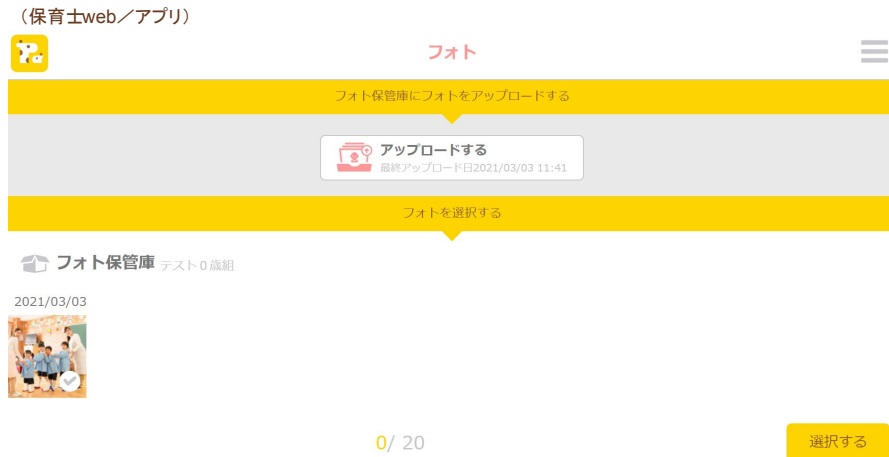 （保育士web／アプリ）
フォト
フォト保管庫にフォトをアップロードする
アップロードする
最終アップロード日2021/03/03 11:41
フォトを選択する
フォト保管庫 テスト0歳組
2021/03/03
0/ 20
選択する